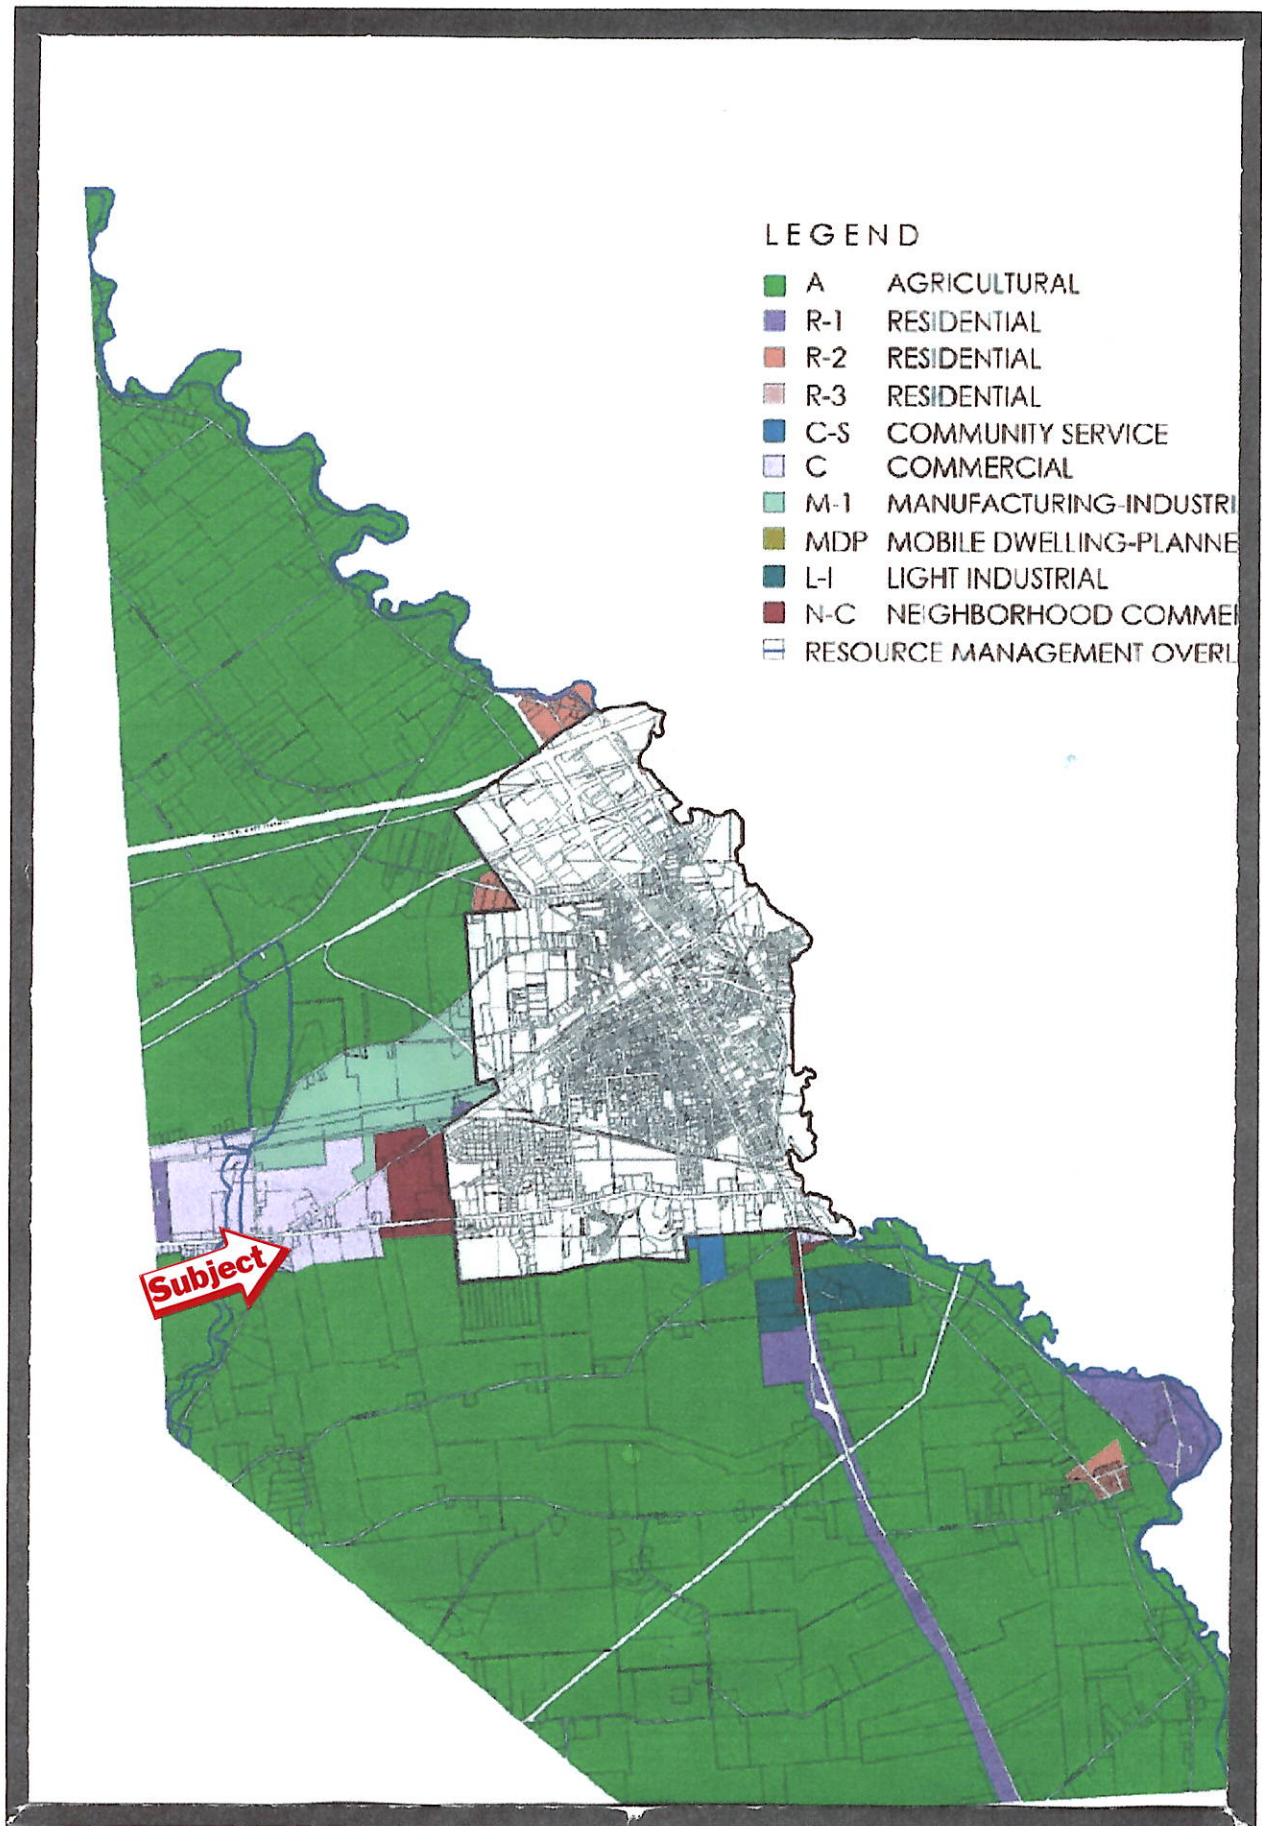 LEGEND
A AGRICULTURAL
R-1 RESIDENTIAL
R-2 RESIDENTIAL
R-3 RESIDENTIAL
C-S COMMUNITY SERVICE
C COMMERCIAL
M-1 MANUFACTURING-INDUSTRI
MDP MOBILE DWELLING-PLANNE
L-I LIGHT INDUSTRIAL
N-C NEIGHBORHOOD COMMER
RESOURCE MANAGEMENT OVERL
Subject